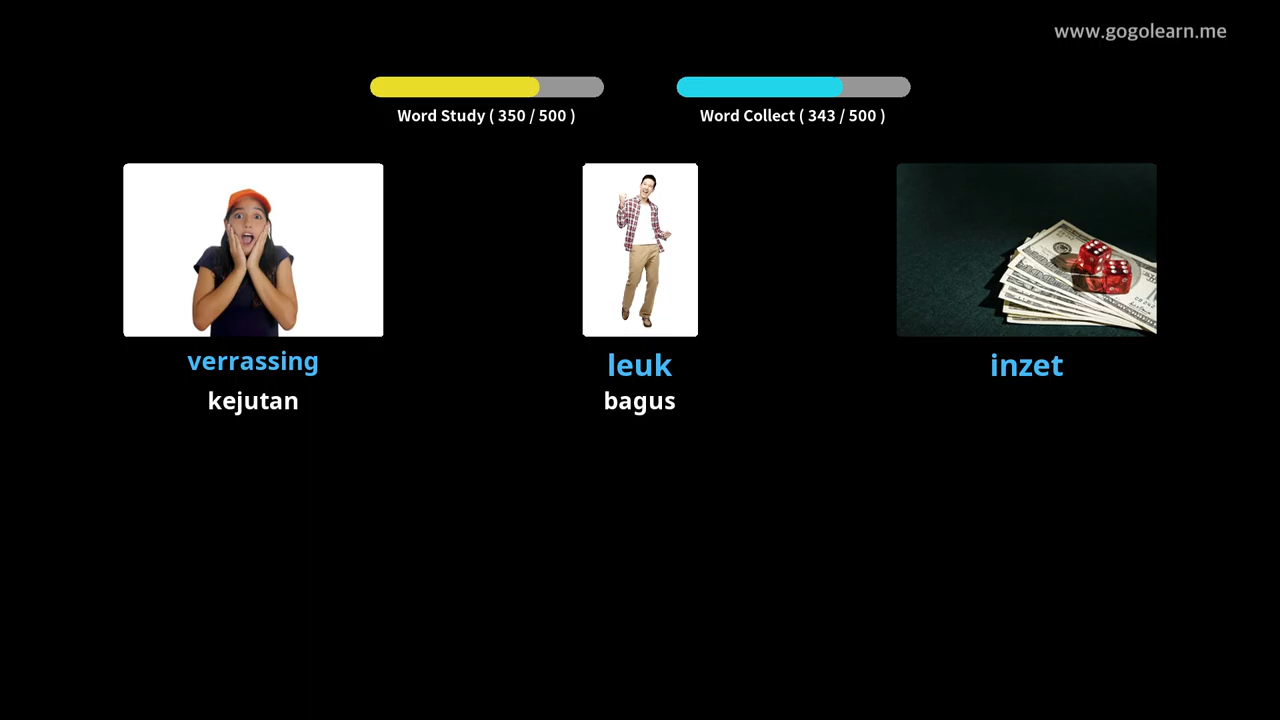 www.gogolearn.me
Word Study ( 350 / 500 )
Word Collect ( 343 / 500 )
verrassing
kejutan
leuk
bagus
inzet